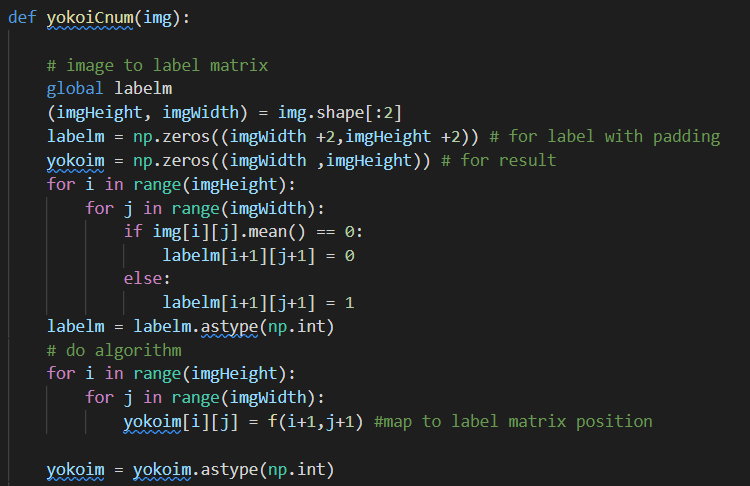 def yokoiCnum(img):
# image to label matrix
global labelm
(imgHeight, imgWidth) = img.shape[:2]
labelm = np.zeros((imgWidth +2,imgHeight +2)) # for label with padding
yokoim = np.zeros((imgWidth ,imgHeight)) # for result
for i in range(imgHeight):
for j in range(imgWidth):
if img[i][j].mean() == 0:
labelm[i+1][j+1] = 0
else:
labelm[i+1][j+1] = 1
labelm = labelm.astype(np.int)
# do algorithm
for i in range(imgHeight):
for j in range(imgWidth):
yokoim[i][j] = f(i+1,j+1) #map to label matrix position
yokoim = yokoim.astype(np.int)